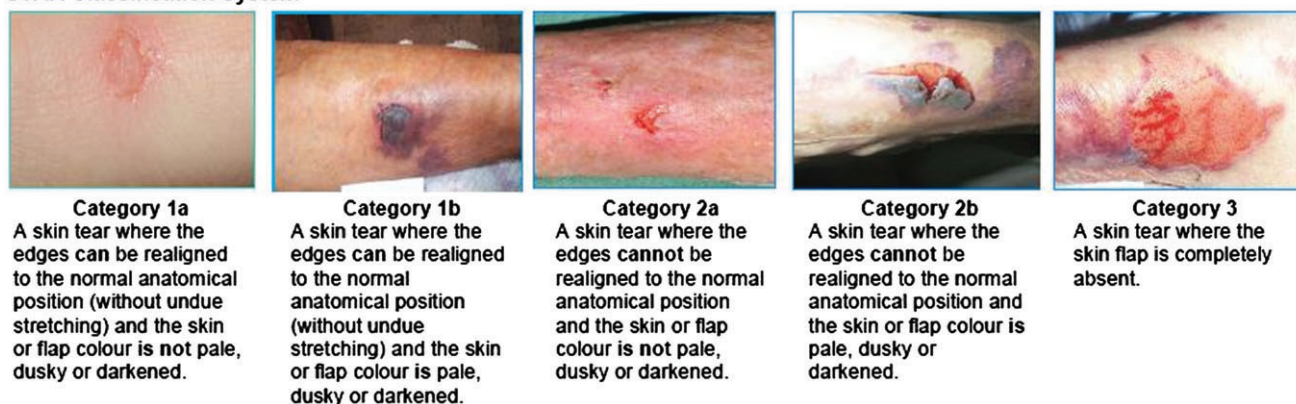 Category 1a
A skin tear where the
edges can be realigned
to the normal anatomical
position (without undue
stretching) and the skin
or flap colour is not pale,
dusky or darkened.
Category 1b
A skin tear where the
edges can be realigned
to the normal
anatomical position
(without undue
stretching) and the skin
or flap colour is pale,
dusky or darkened.
Category 2a
A skin tear where the
edges cannot be
realigned to the normal
anatomical position
and the skin or flap
colour is not pale,
dusky or darkened.
Category 2b
A skin tear where the
edges cannot be
realigned to the normal
anatomical position and
the skin or flap colour is
pale, dusky or
darkened.
Category 3
A skin tear where the
skin flap is completely
absent.